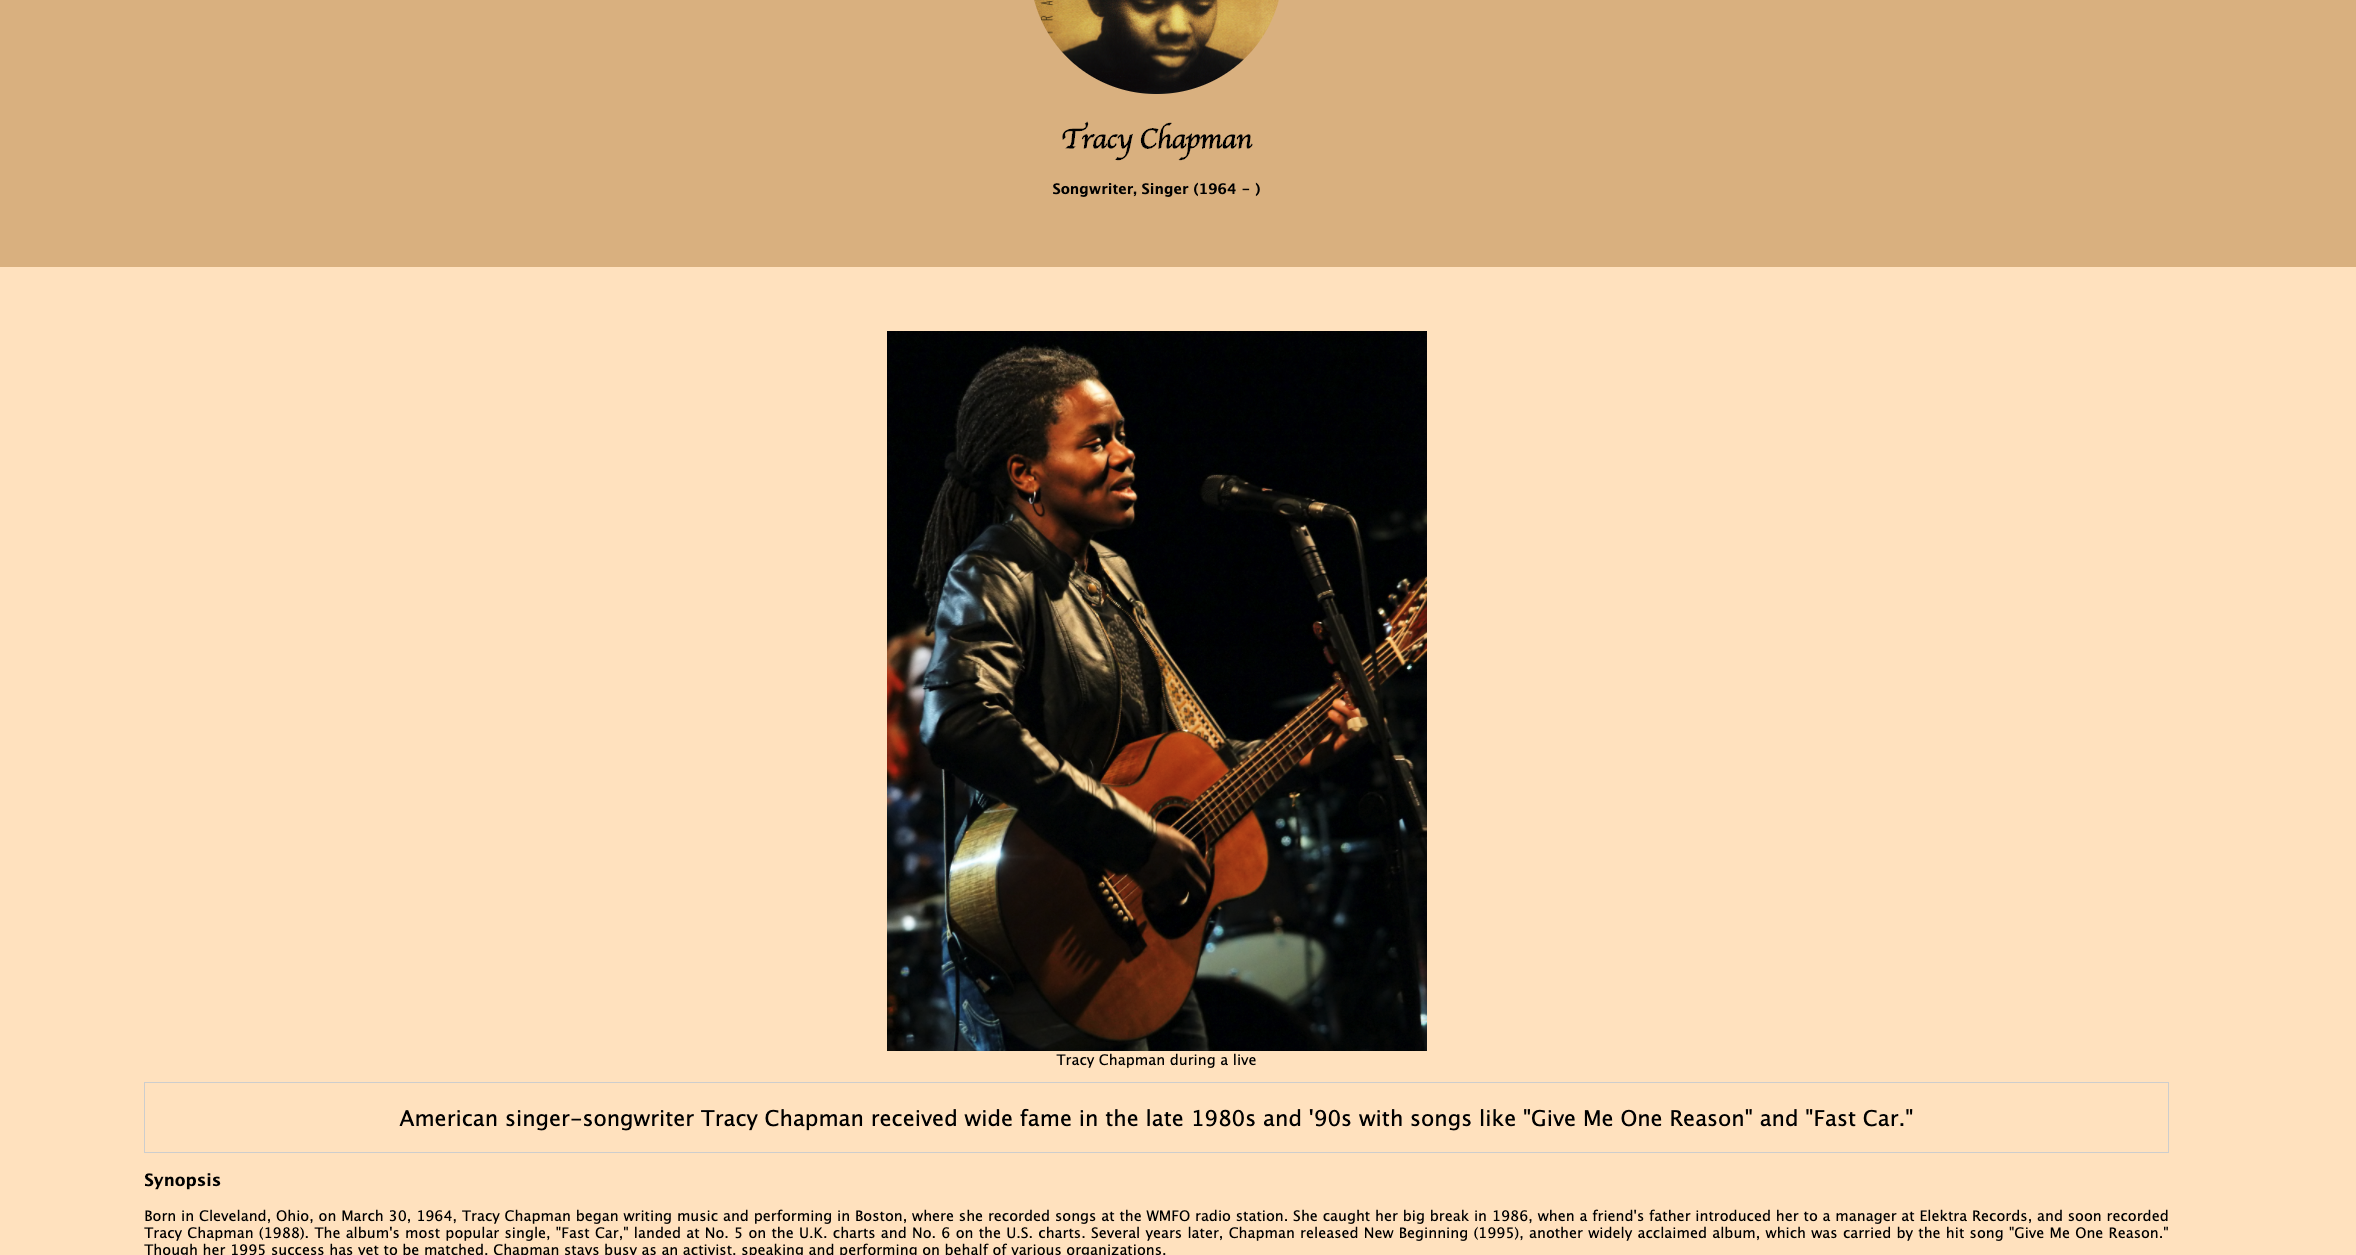 Tracy Chapman
Songwriter, Singer (1964 - )
Tracy Chapman during a live
American singer-songwriter Tracy Chapman received wide fame in the late 1980s and '90s with songs like "Give Me One Reason" and "Fast Car."
Synopsis
Born in Cleveland, Ohio, on March 30, 1964, Tracy Chapman began writing music and performing in Boston, where she recorded songs at the WMFO radio station. She caught her big break in 1986, when a friend's father introduced her to a manager at Elektra Records, and soon recorded
Tracy Chapman (1988). The album's most popular single, "Fast Car," landed at No. 5 on the U.K. charts and No. 6 on the U.S. charts. Several years later, Chapman released New Beginning (1995), another widely acclaimed album, which was carried by the hit song "Give Me One Reason."
Though her 1995 success has yet to be matched, Chapman stays busy as an activist, speaking and performing on behalf of various organizations.